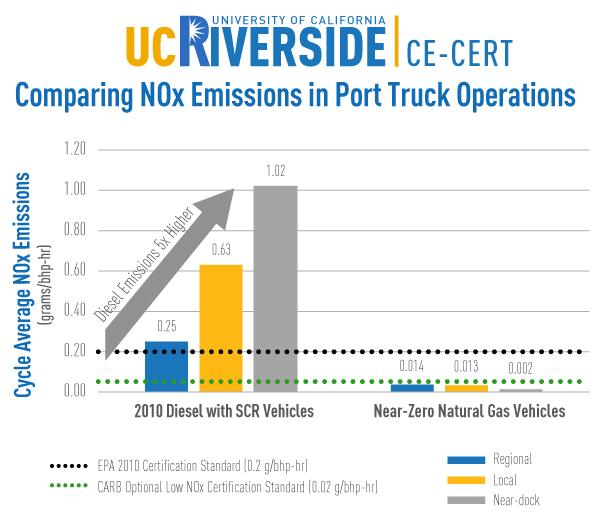 UNIVERSITY OF CALIFORNIA
UCRIVERSIDE CE-CERT
Comparing NOx Emissions in Port Truck Operations
Cycle Average NOx Emissions
(grams/bhp-hr)
1.20
1.00
0.80
0.60
0.40
0.20
0.00
Diesel Emissions 5x Higher
0.25
0.63
1.02
0.014
0.013
0.002
2010 Diesel with SCR Vehicles
Near-Zero Natural Gas Vehicles
EPA 2010 Certification Standard (0.2 g/bhp-hr)
CARB Optional Low NOx Certification Standard (0.02 g/bhp-hr)
Regional
Local
Near-dock